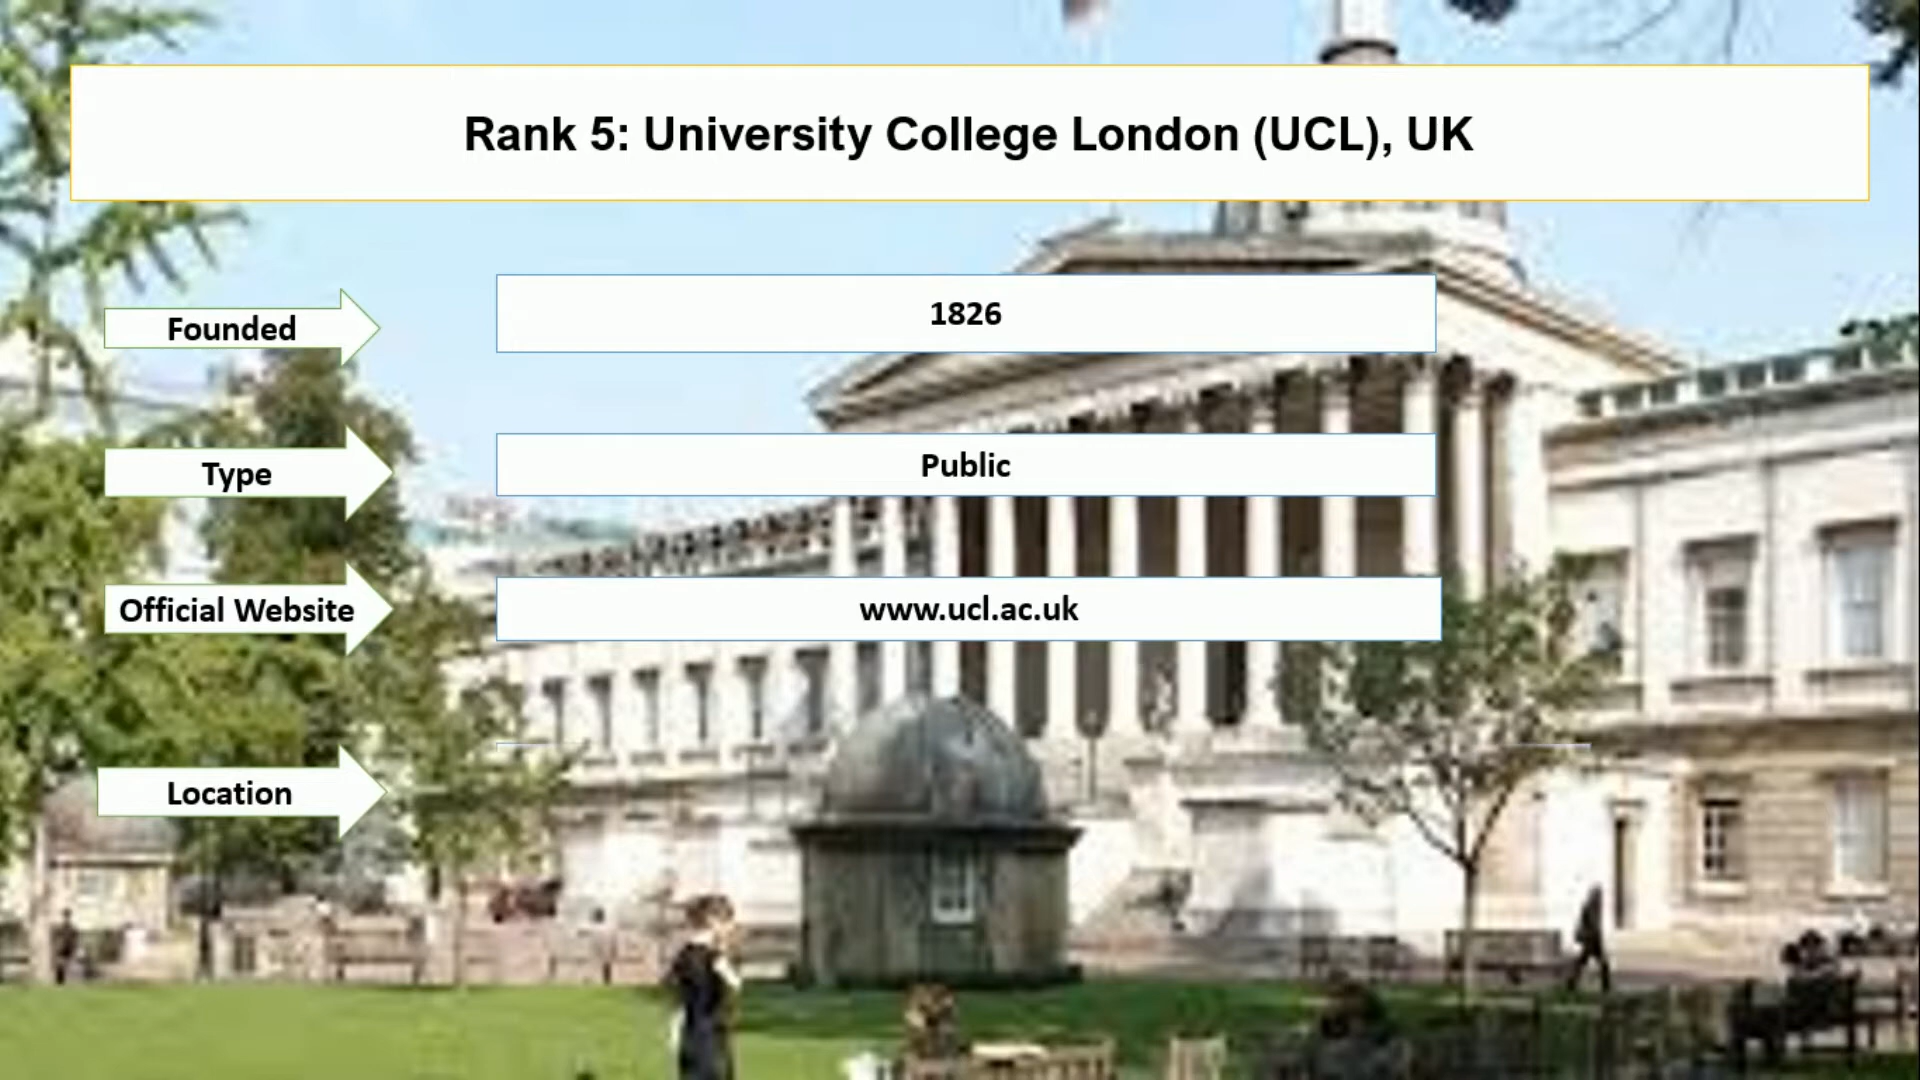 Rank 5: University College London (UCL), UK
Founded
1826
Type
Public
Official Website
www.ucl.ac.uk
Location